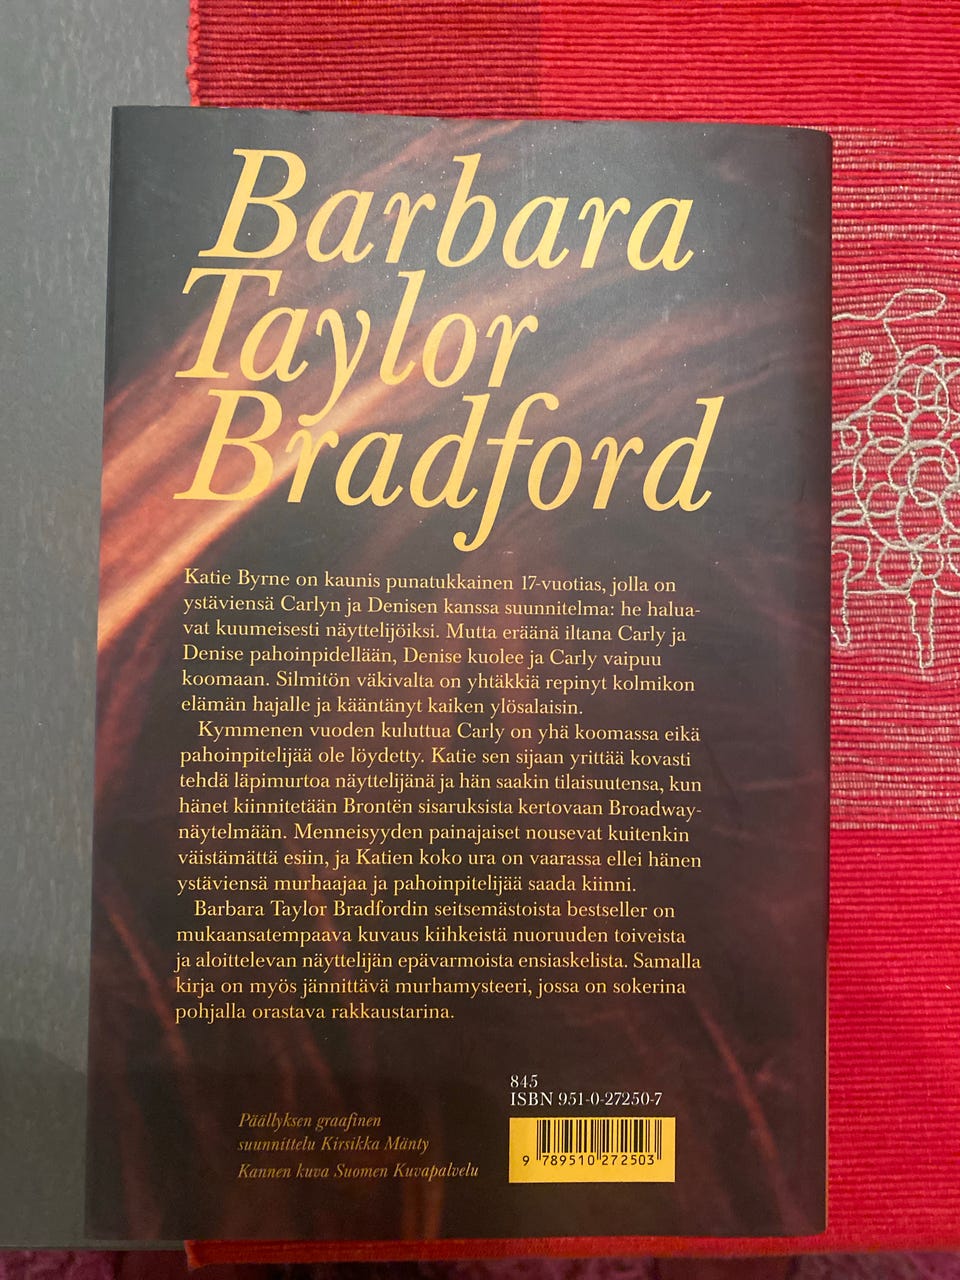 Barbara
Taylor
Bradford
Katie Byrne on kaunis punatukkainen 17-vuotias, jolla on
ystäviensä Carlyn ja Denisen kanssa suunnitelma: he halua-
vat kuumeisesti näyttelijöiksi. Mutta eräänä iltana Carly ja
Denise pahoinpidellään, Denise kuolee ja Carly vaipuu
koomaan. Silmitön väkivalta on yhtäkkiä repinyt kolmikon
elämän hajalle ja kääntänyt kaiken ylösalaisin.
Kymmenen vuoden kuluttua Carly on yhä koomassa eikä
pahoinpitelijää ole löydetty. Katie sen sijaan yrittää kovasti
tehdä läpimurtoa näyttelijänä ja hän saakin tilaisuutensa, kun
hänet kiinnitetään Brontën sisaruksista kertovaan Broadway-
näytelmään. Menneisyyden painajaiset nousevat kuitenkin
väistämättä esiin, ja Katien koko ura on vaarassa ellei hänen
ystäviensä murhaajaa ja pahoinpitelijää saada kiinni.
Barbara Taylor Bradfordin seitsemästoista bestseller on
mukaansatempaava kuvaus kiihkeistä nuoruuden toiveista
ja aloittelevan näyttelijän epävarmoista ensiaskelista. Samalla
kirja on myös jännittävä murhamysteeri, jossa on sokerina
pohjalla orastava rakkaustarina.
845
ISBN 951-0-27250-7
Päällyksen graafinen
suunnittelu Kirsikka Mänty
Kannen kuva Suomen Kuvapalvelu
9 789510 272503